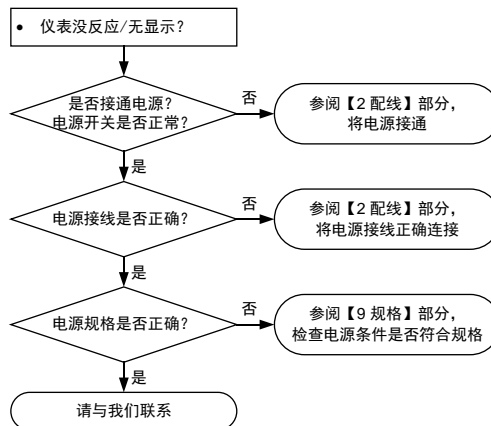 • 仪表没反应/无显示?
是否接通电源?
电源开关是否正常?
否
参阅【2 配线】部分,
将电源接通
是
电源接线是否正确?
否
参阅【2 配线】部分,
将电源接线正确连接
是
电源规格是否正确?
否
参阅【9 规格】部分,
检查电源条件是否符合规格
是
请与我们联系